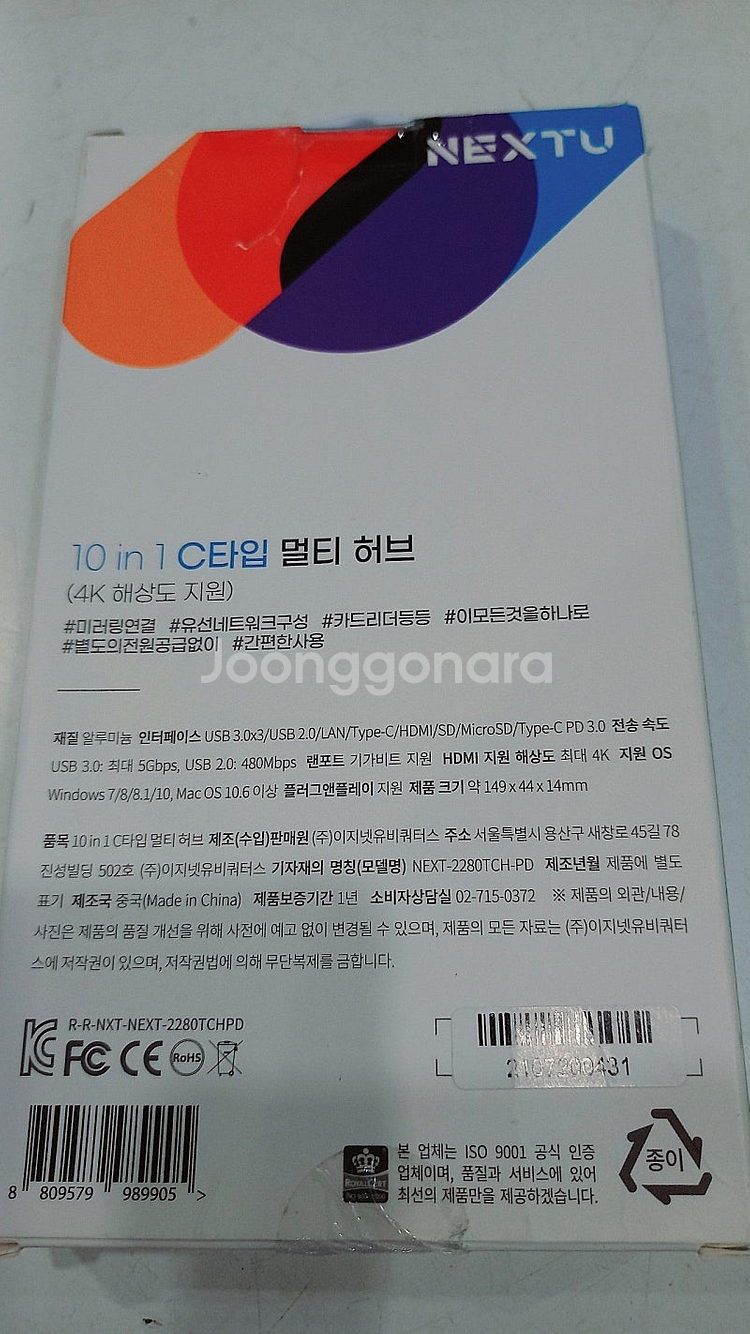 NEXTU
10 in 1 C타입 멀티 허브
(4K 해상도 지원)
#미러링연결 #유선네트워크구성 #카드리더등등 #이모든것을하나로
#별도의전원공급없이 #간편한사용
Joonggonara
재질 알루미늄 인터페이스 USB 3.0x3/USB 2.0/LAN/Type-C/HDMI/SD/MicroSD/Type-C PD 3.0 전송 속도
USB 3.0: 최대 5Gbps, USB 2.0: 480Mbps 랜포트 기가비트 지원 HDMI 지원 해상도 최대 4K 지원 OS
Windows 7/8/8.1/10, Mac OS 10.6 이상 플러그앤플레이 지원 제품 크기 약 149 x 44 x 14mm
품목 10 in 1 C타입 멀티 허브 제조(수입)판매원 (주)이지넷유비쿼터스 주소 서울특별시 용산구 새창로 45길 78
진성빌딩 502호 (주)이지넷유비쿼터스 기자재의 명칭(모델명) NEXT-2280TCH-PD 제조년월 제품에 별도
표기 제조국 중국(Made in China) 제품보증기간 1년 소비자상담실 02-715-0372 ※ 제품의 외관/내용/
사진은 제품의 품질 개선을 위해 사전에 예고 없이 변경될 수 있으며, 제품의 모든 자료는 (주)이지넷유비쿼터
스에 저작권이 있으며, 저작권법에 의해 무단복제를 금합니다.
R-R-NXT-NEXT-2280TCHPD
FC CE RoHS
2107200431
8 809579 989905 >
ROYALCERT
본 업체는 ISO 9001 공식 인증
업체이며, 품질과 서비스에 있어
최선의 제품만을 제공하겠습니다.
종이